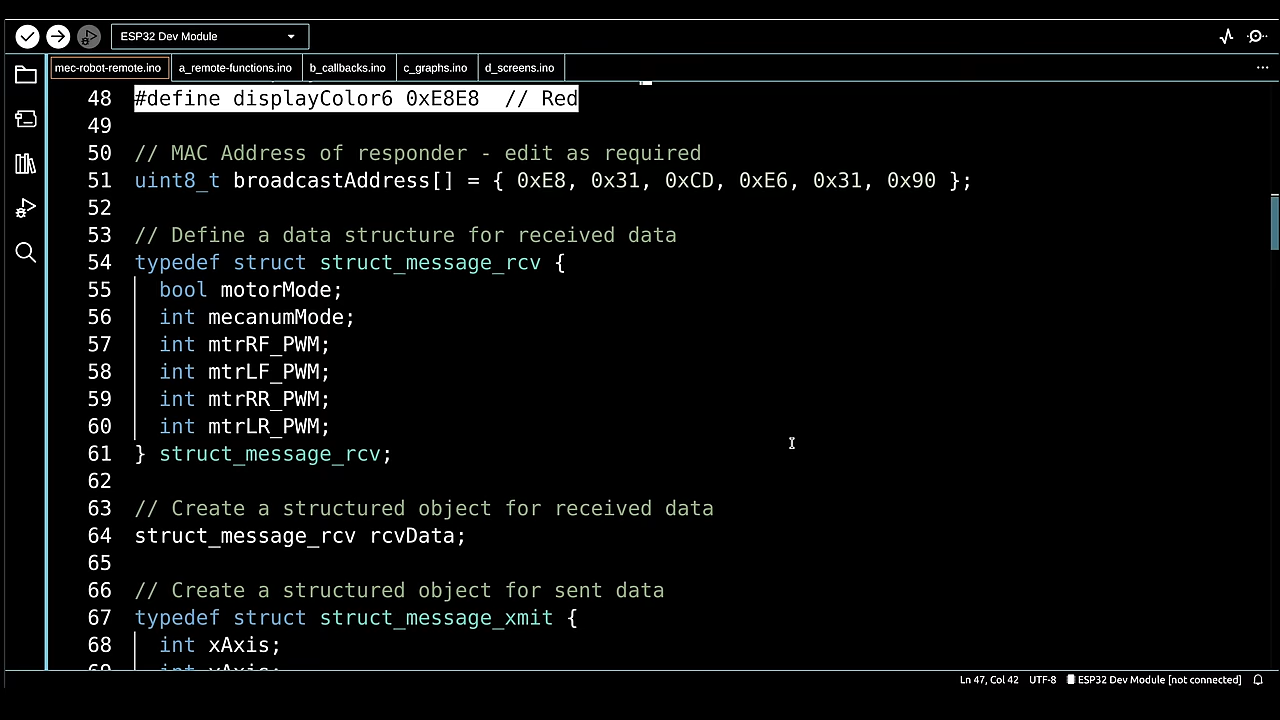 ESP32 Dev Module
mec-robot-remote.ino
a_remote-functions.ino
b_callbacks.ino
c_graphs.ino
d_screens.ino
48 #define displayColor6 0xE8E8  // Red
49
50 // MAC Address of responder - edit as required
51 uint8_t broadcastAddress[] = { 0xE8, 0x31, 0xCD, 0xE6, 0x31, 0x90 };
52
53 // Define a data structure for received data
54 typedef struct struct_message_rcv {
55 bool motorMode;
56 int mecanumMode;
57 int mtrRF_PWM;
58 int mtrLF_PWM;
59 int mtrRR_PWM;
60 int mtrLR_PWM;
61 } struct_message_rcv;
62
63 // Create a structured object for received data
64 struct_message_rcv rcvData;
65
66 // Create a structured object for sent data
67 typedef struct struct_message_xmit {
68 int xAxis;
Ln 47, Col 42 UTF-8 ESP32 Dev Module [not connected]